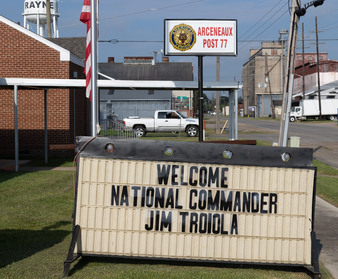 RAYNE
ARCENEAUX
POST 77
WELCOME
NATIONAL COMMANDER
JIM TROIOLA